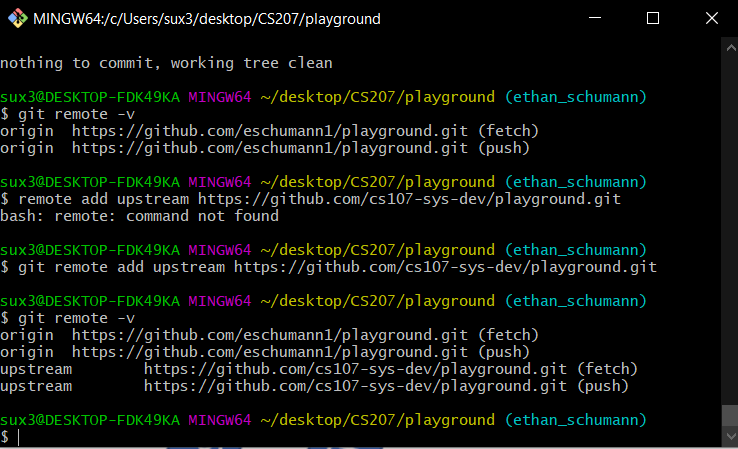 MINGW64:/c/Users/sux3/desktop/CS207/playground
nothing to commit, working tree clean
sux3@DESKTOP-FDK49KA MINGW64 ~/desktop/CS207/playground (ethan_schumann)
$ git remote -v
origin  https://github.com/eschumann1/playground.git (fetch)
origin  https://github.com/eschumann1/playground.git (push)
sux3@DESKTOP-FDK49KA MINGW64 ~/desktop/CS207/playground (ethan_schumann)
$ remote add upstream https://github.com/cs107-sys-dev/playground.git
bash: remote: command not found
sux3@DESKTOP-FDK49KA MINGW64 ~/desktop/CS207/playground (ethan_schumann)
$ git remote add upstream https://github.com/cs107-sys-dev/playground.git
sux3@DESKTOP-FDK49KA MINGW64 ~/desktop/CS207/playground (ethan_schumann)
$ git remote -v
origin  https://github.com/eschumann1/playground.git (fetch)
origin  https://github.com/eschumann1/playground.git (push)
upstream        https://github.com/cs107-sys-dev/playground.git (fetch)
upstream        https://github.com/cs107-sys-dev/playground.git (push)
sux3@DESKTOP-FDK49KA MINGW64 ~/desktop/CS207/playground (ethan_schumann)
$